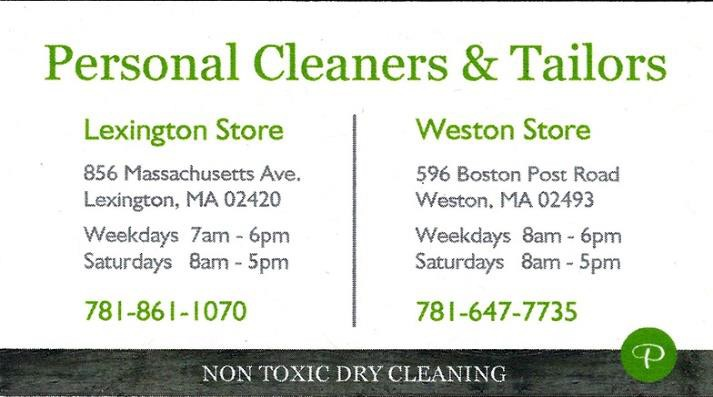 Personal Cleaners & Tailors
Lexington Store
856 Massachusetts Ave.
Lexington, MA 02420
Weekdays 7am - 6pm
Saturdays 8am - 5pm
781-861-1070
Weston Store
596 Boston Post Road
Weston, MA 02493
Weekdays 8am - 6pm
Saturdays 8am - 5pm
781-647-7735
P
NON TOXIC DRY CLEANING